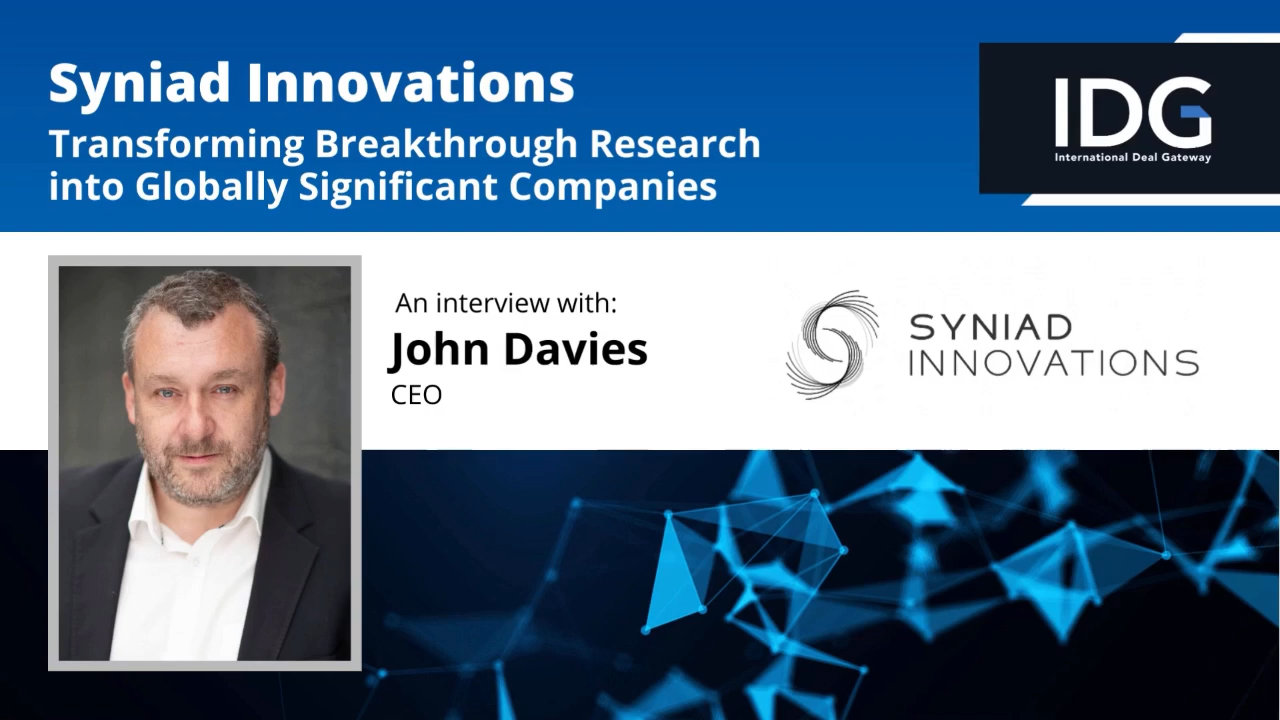 Syniad Innovations
Transforming Breakthrough Research
into Globally Significant Companies
IDG
International Deal Gateway
An interview with:
John Davies
CEO
SYNIAD
INNOVATIONS